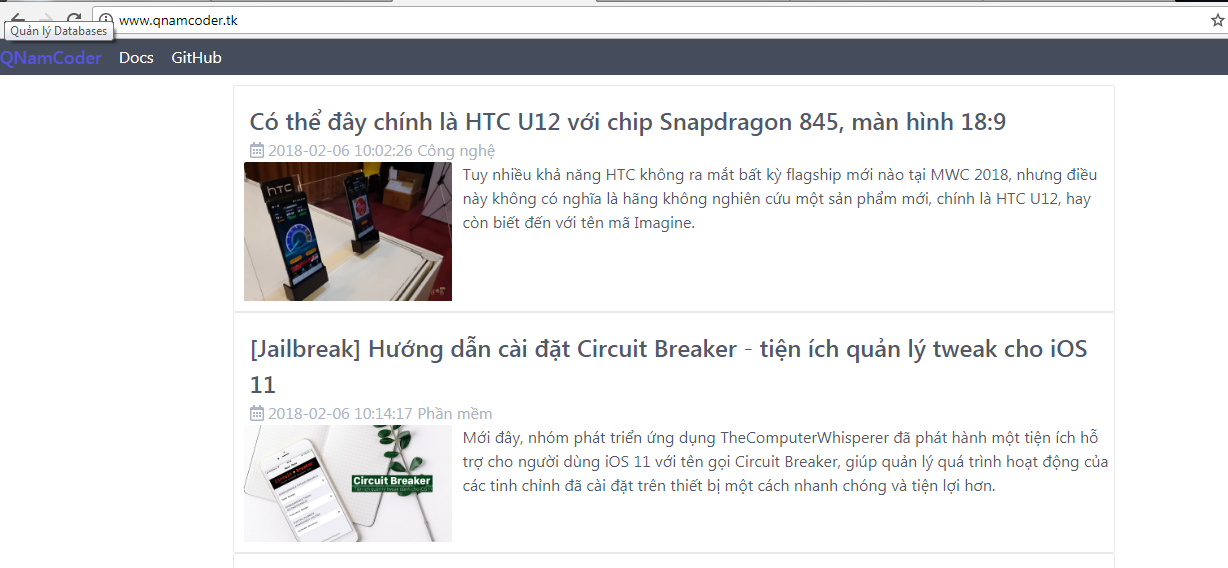 www.qnamcoder.tk
Quản lý Databases
QNamCoder Docs GitHub
Có thể đây chính là HTC U12 với chip Snapdragon 845, màn hình 18:9
2018-02-06 10:02:26 Công nghệ
hTC
Tuy nhiều khả năng HTC không ra mắt bất kỳ flagship mới nào tại MWC 2018, nhưng điều
này không có nghĩa là hãng không nghiên cứu một sản phẩm mới, chính là HTC U12, hay
còn biết đến với tên mã Imagine.
[Jailbreak] Hướng dẫn cài đặt Circuit Breaker - tiện ích quản lý tweak cho iOS
11
2018-02-06 10:14:17 Phần mềm
Circuit Breaker
Mới đây, nhóm phát triển ứng dụng TheComputerWhisperer đã phát hành một tiện ích hỗ
trợ cho người dùng iOS 11 với tên gọi Circuit Breaker, giúp quản lý quá trình hoạt động của
các tinh chỉnh đã cài đặt trên thiết bị một cách nhanh chóng và tiện lợi hơn.